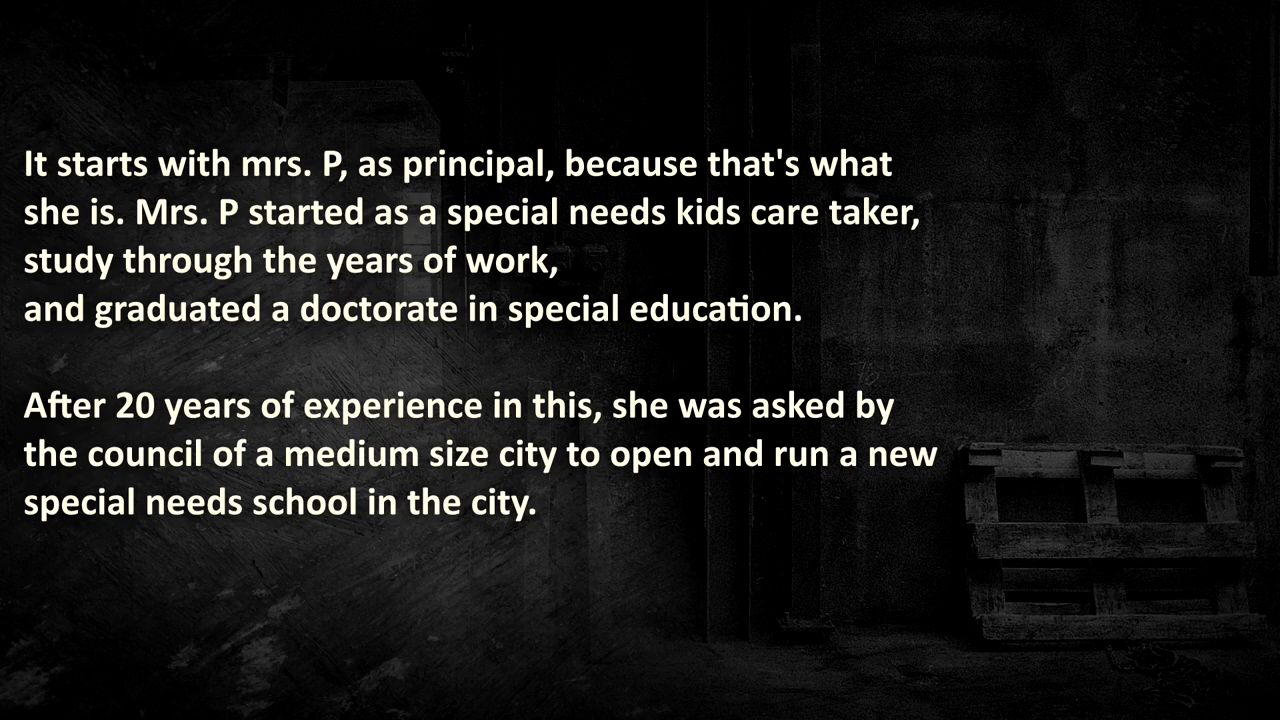 It starts with mrs. P, as principal, because that's what
she is. Mrs. P started as a special needs kids care taker,
study through the years of work,
and graduated a doctorate in special education.
After 20 years of experience in this, she was asked by
the council of a medium size city to open and run a new
special needs school in the city.